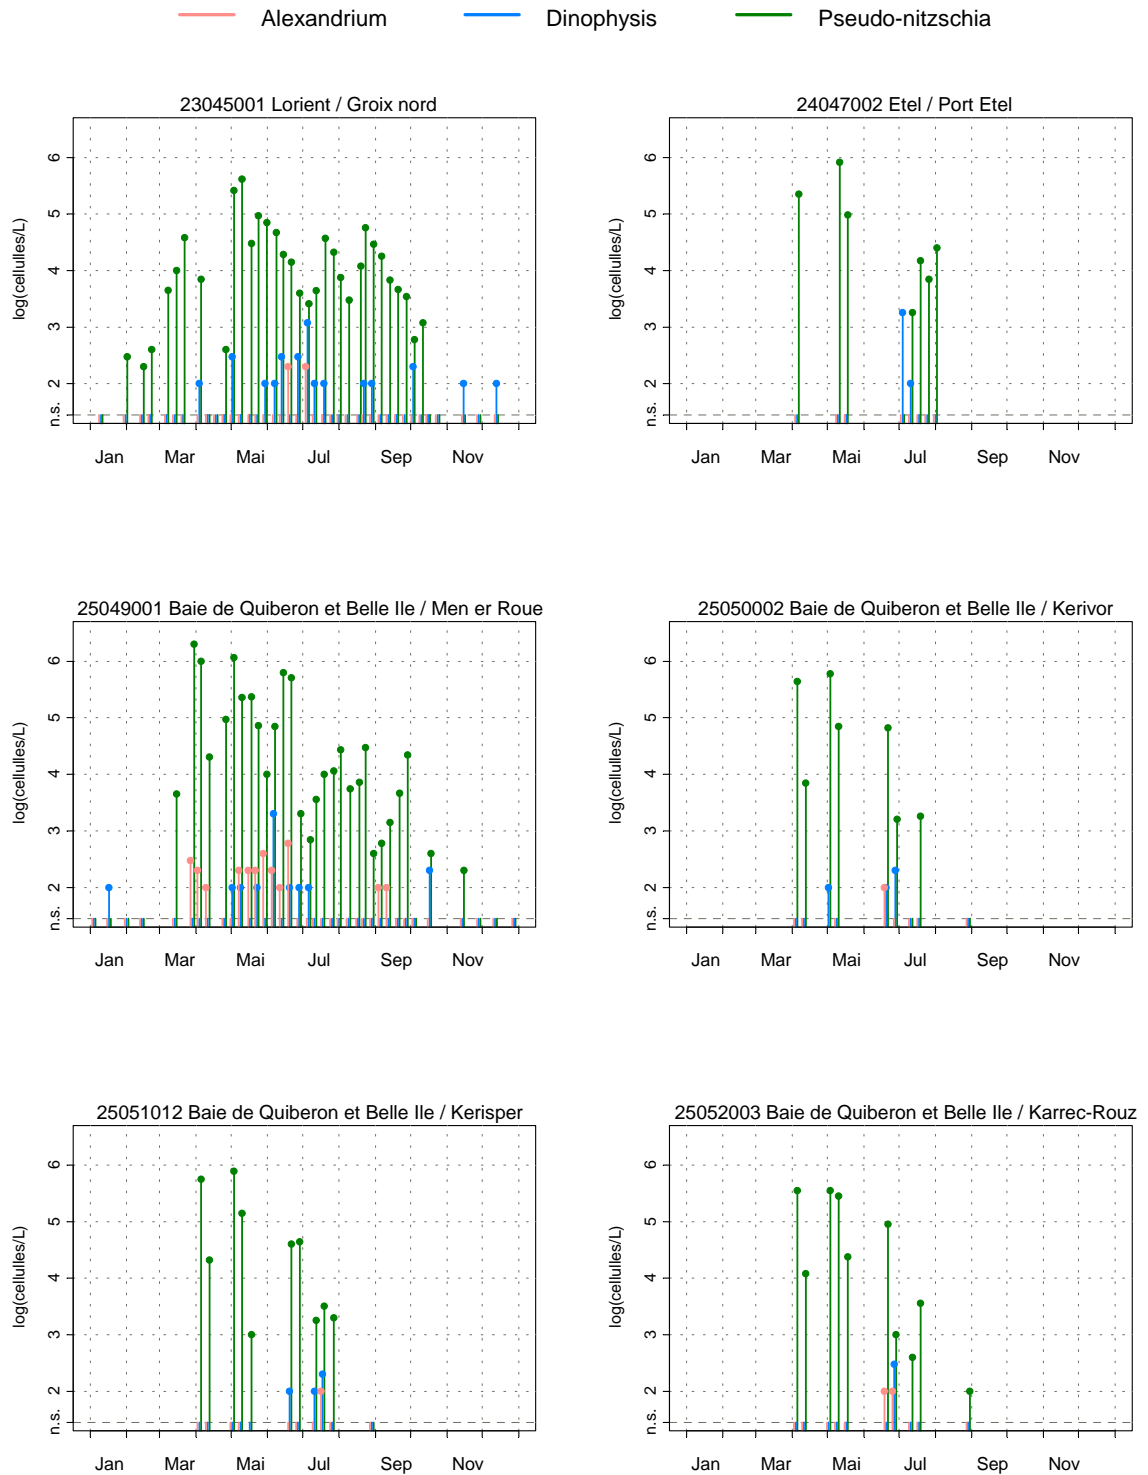 Alexandrium Dinophysis Pseudo-nitzschia
23045001 Lorient / Groix nord
log(cellulles/L)
6
5
4
3
2
n.s.
Jan Mar Mai Jul Sep Nov
24047002 Etel / Port Etel
log(cellulles/L)
6
5
4
3
2
n.s.
Jan Mar Mai Jul Sep Nov
25049001 Baie de Quiberon et Belle Ile / Men er Roue
log(cellulles/L)
6
5
4
3
2
n.s.
Jan Mar Mai Jul Sep Nov
25050002 Baie de Quiberon et Belle Ile / Kerivor
log(cellulles/L)
6
5
4
3
2
n.s.
Jan Mar Mai Jul Sep Nov
25051012 Baie de Quiberon et Belle Ile / Kerisper
log(cellulles/L)
6
5
4
3
2
n.s.
Jan Mar Mai Jul Sep Nov
25052003 Baie de Quiberon et Belle Ile / Karrec-Rouz
log(cellulles/L)
6
5
4
3
2
n.s.
Jan Mar Mai Jul Sep Nov